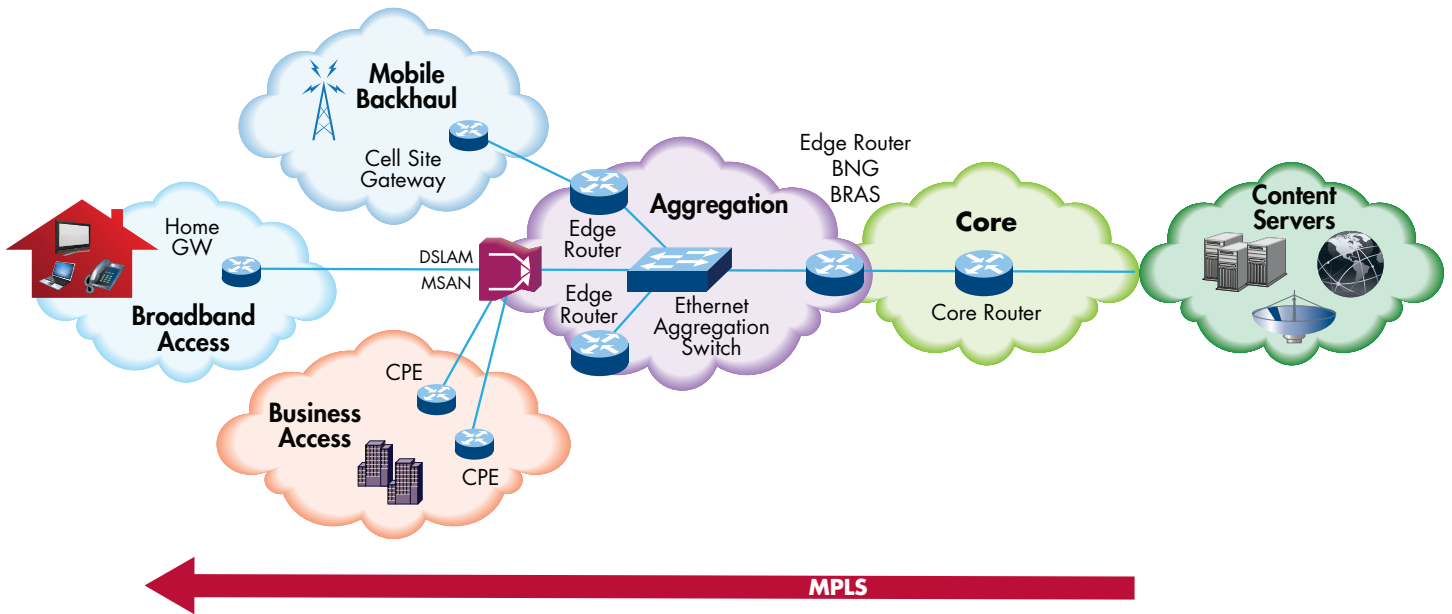 Mobile
Backhaul
Cell Site
Gateway
Edge Router
BNG
BRAS
Aggregation
Edge
Router
Core
Core Router
Content
Servers
Home
GW
Broadband
Access
DSLAM
MSAN
Edge
Router
Ethernet
Aggregation
Switch
CPE
Business
Access
CPE
MPLS